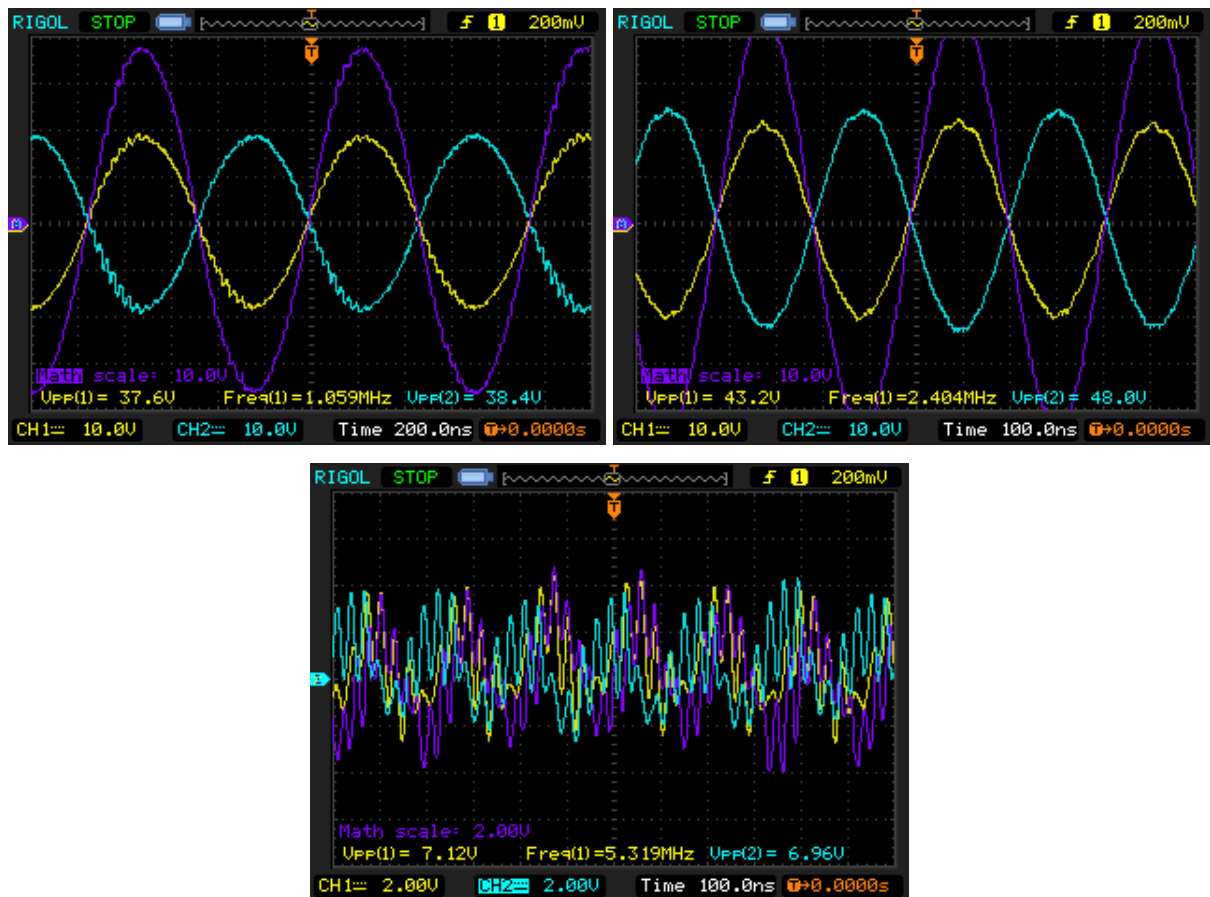 RIGOL STOP T 1 200mV
T
Math scale: 10.0V
Vpp(1)= 37.6V Freq(1)=1.059MHz Vpp(2)= 38.4V
CH1 10.0V CH2 10.0V Time 200.0ns T→0.0000s
RIGOL STOP T 1 200mV
T
Math scale: 10.0V
Vpp(1)= 43.2V Freq(1)=2.404MHz Vpp(2)= 48.0V
CH1 10.0V CH2 10.0V Time 100.0ns T→0.0000s
RIGOL STOP T 1 200mV
T
Math scale: 2.00V
Vpp(1)= 7.12V Freq(1)=5.319MHz Vpp(2)= 6.96V
CH1 2.00V CH2 2.00V Time 100.0ns T→0.0000s